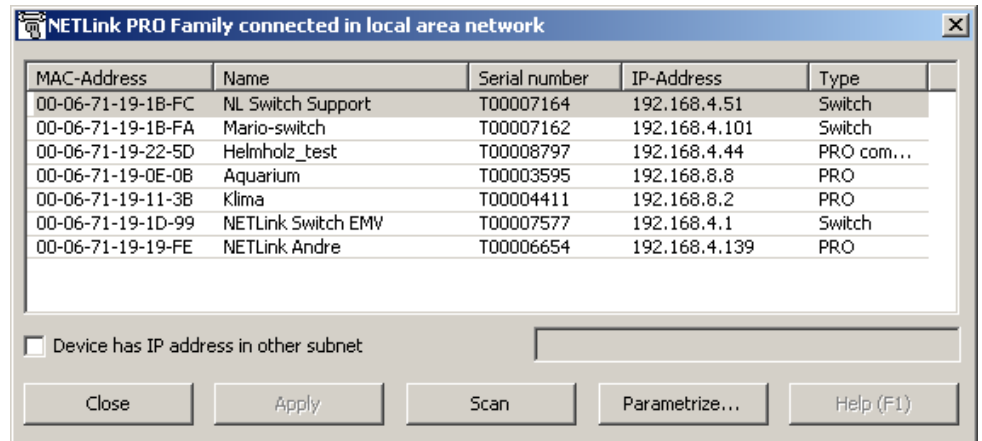 NETLink PRO Family connected in local area network
MAC-Address Name Serial number IP-Address Type
00-06-71-19-1B-FC NL Switch Support T00007164 192.168.4.51 Switch
00-06-71-19-1B-FA Mario-switch T00007162 192.168.4.101 Switch
00-06-71-19-22-5D Helmholz_test T00008797 192.168.4.44 PRO com...
00-06-71-19-0E-0B Aquarium T00003595 192.168.8.8 PRO
00-06-71-19-11-3B Klima T00004411 192.168.8.2 PRO
00-06-71-19-1D-99 NETLink Switch EMV T00007577 192.168.4.1 Switch
00-06-71-19-19-FE NETLink Andre T00006654 192.168.4.139 PRO
Device has IP address in other subnet
Close Apply Scan Parametrize... Help (F1)